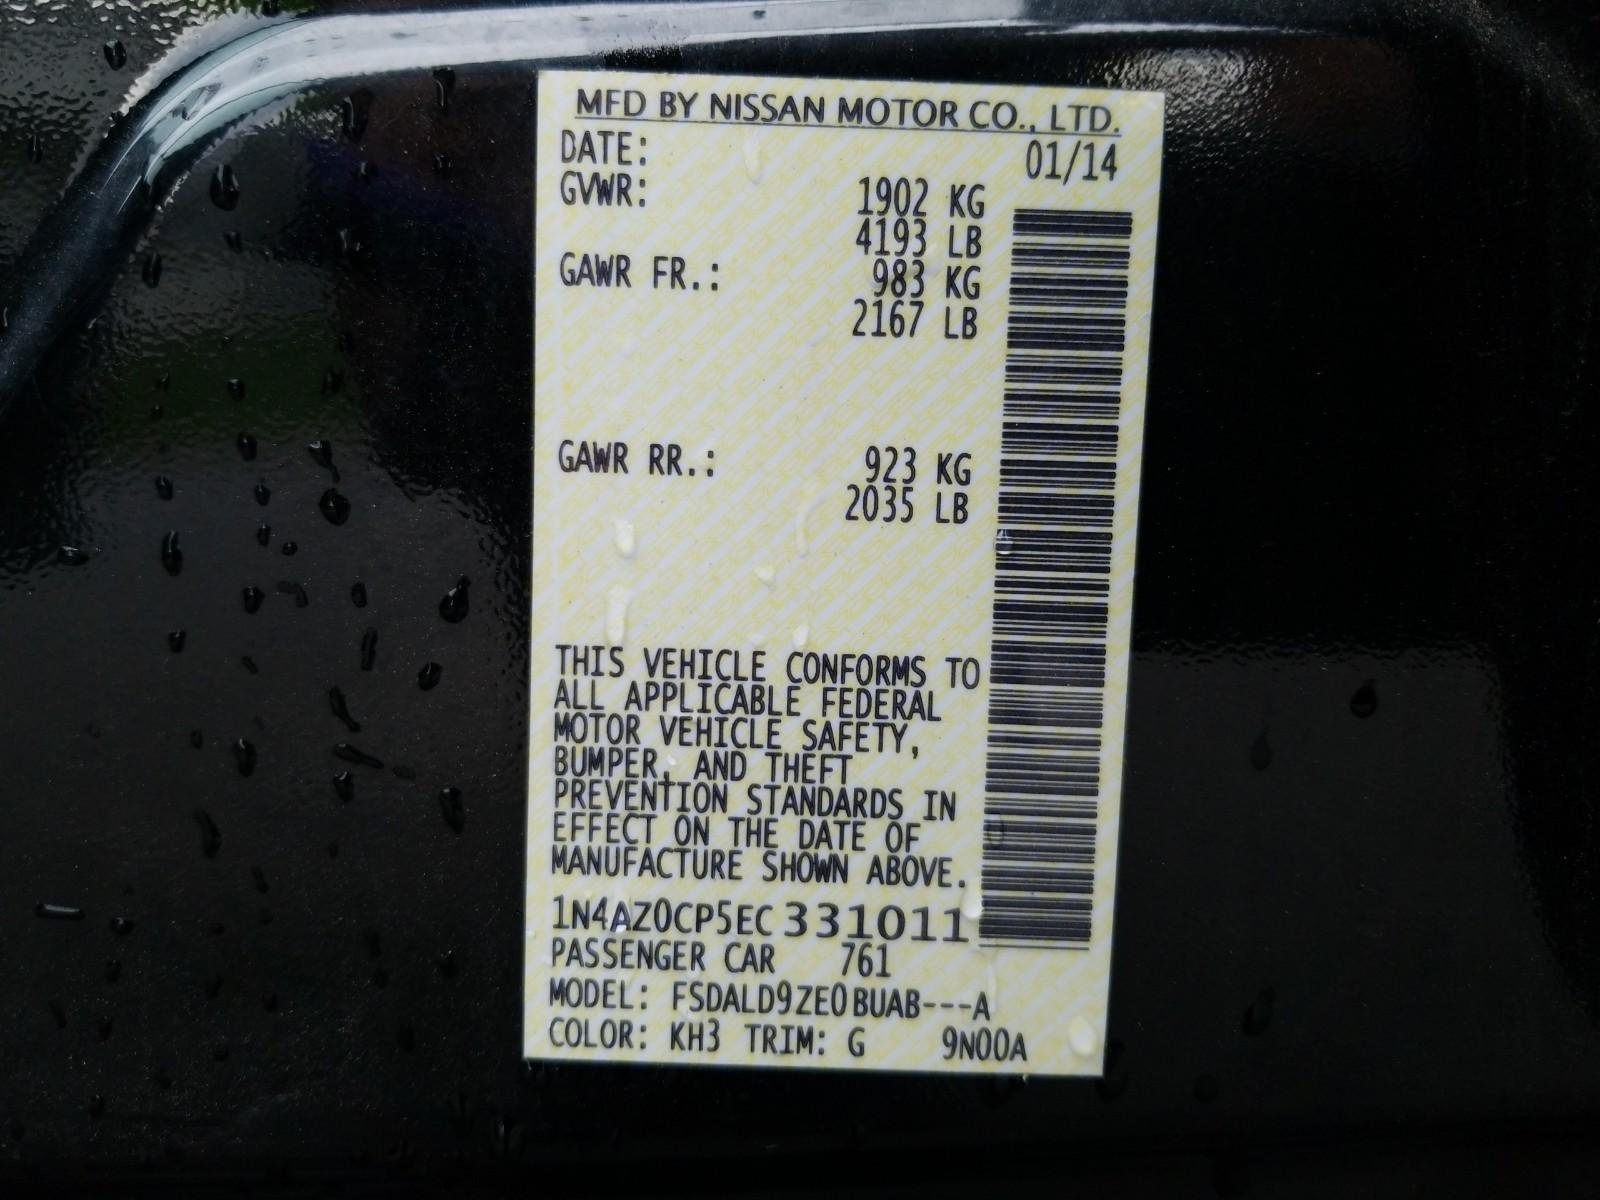 MFD BY NISSAN MOTOR CO., LTD.
DATE: 01/14
GVWR: 1902 KG
4193 LB
GAWR FR.: 983 KG
2167 LB
GAWR RR.: 923 KG
2035 LB
THIS VEHICLE CONFORMS TO
ALL APPLICABLE FEDERAL
MOTOR VEHICLE SAFETY,
BUMPER, AND THEFT
PREVENTION STANDARDS IN
EFFECT ON THE DATE OF
MANUFACTURE SHOWN ABOVE.
1N4AZ0CP5EC331011
PASSENGER CAR 761
MODEL: FSDALD9ZE0BUAB---A
COLOR: KH3 TRIM: G 9N00A